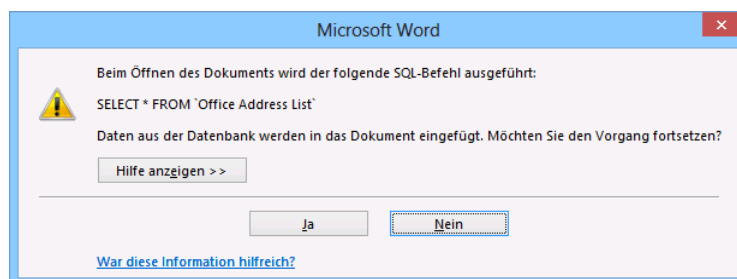 Microsoft Word
Beim Öffnen des Dokuments wird der folgende SQL-Befehl ausgeführt:
SELECT * FROM `Office Address List`
Daten aus der Datenbank werden in das Dokument eingefügt. Möchten Sie den Vorgang fortsetzen?
Hilfe anzeigen >>
Ja
Nein
War diese Information hilfreich?